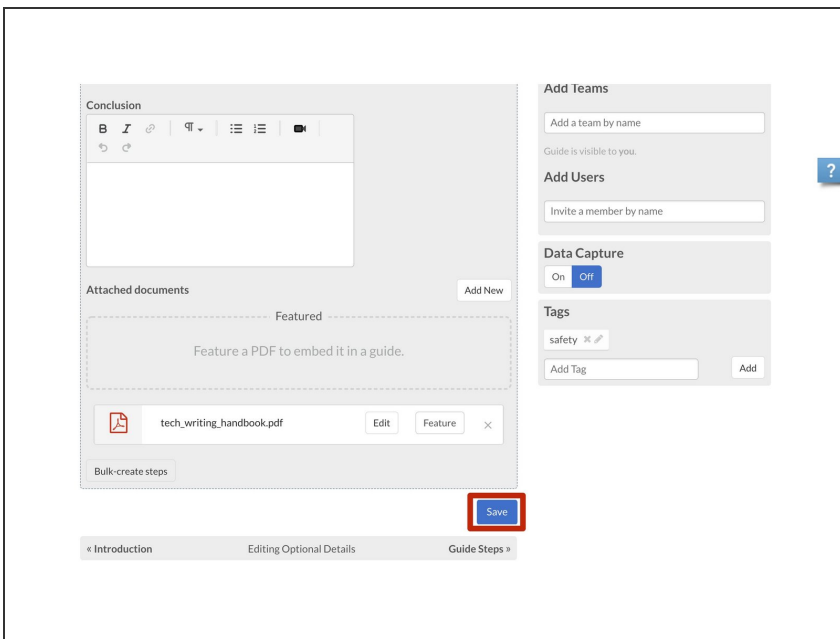 Conclusion
B I ¶
Attached documents
Add New
Featured
Feature a PDF to embed it in a guide.
tech_writing_handbook.pdf
Edit
Feature
×
Bulk-create steps
Save
« Introduction
Editing Optional Details
Guide Steps »
Add Teams
Add a team by name
Guide is visible to you.
Add Users
Invite a member by name
Data Capture
On Off
Tags
safety
Add Tag
Add
?